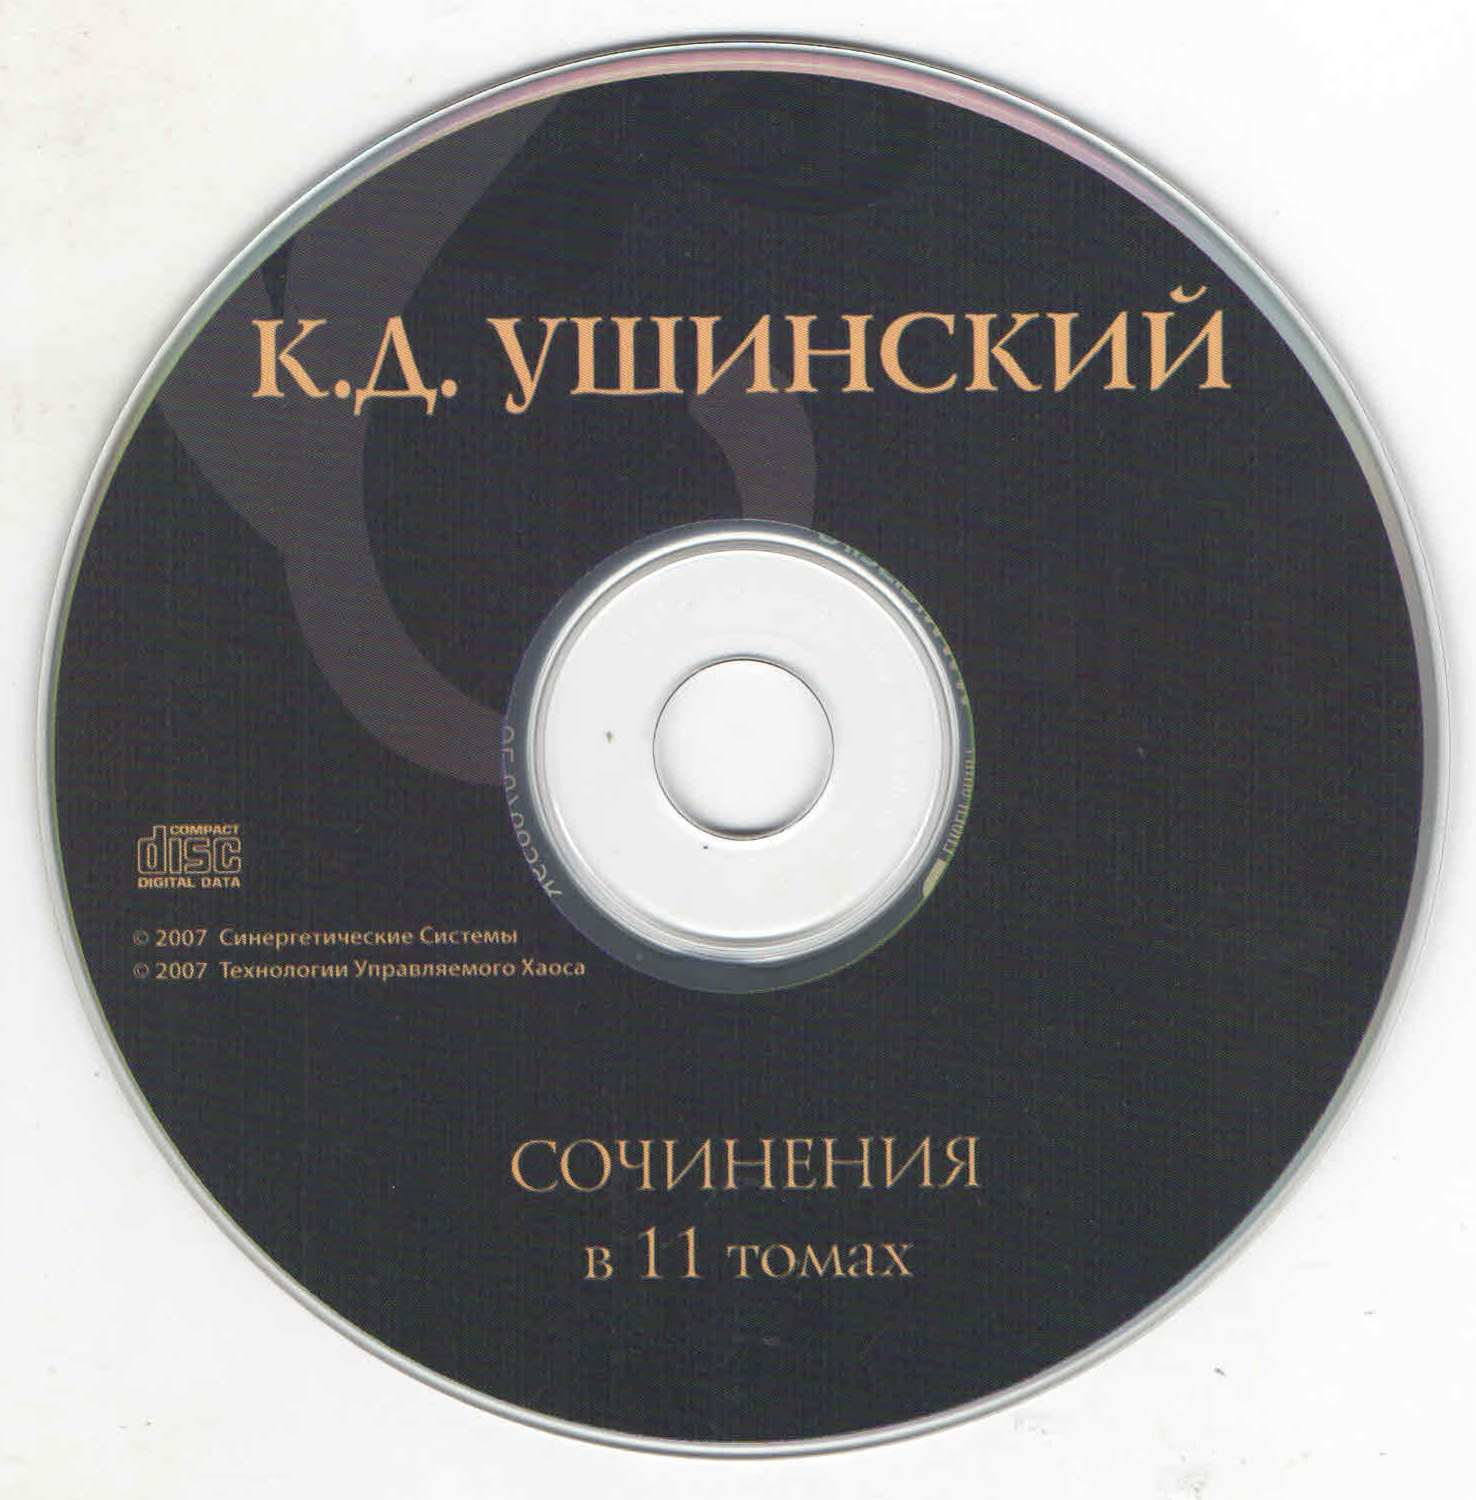 К.Д. УШИНСКИЙ
COMPACT
disc
DIGITAL DATA
© 2007 Синергетические Системы
© 2007 Технологии Управляемого Хаоса
СОЧИНЕНИЯ
в 11 томах